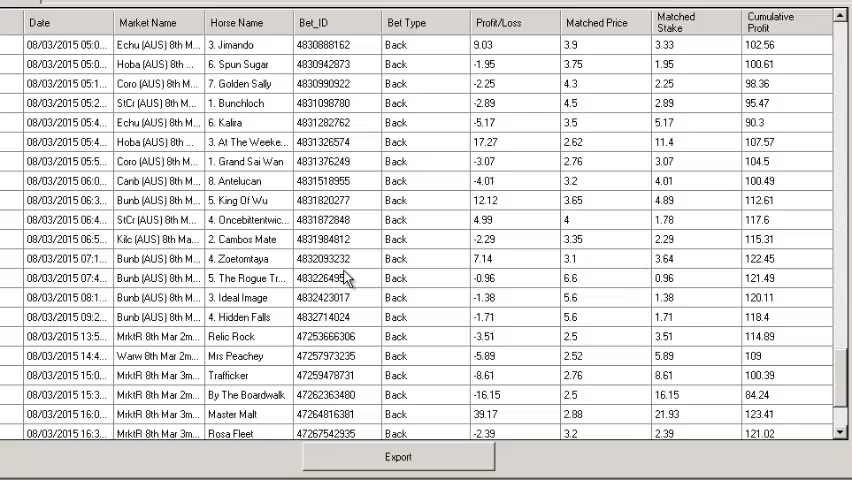 Date Market Name Horse Name Bet_ID Bet Type Profit/Loss Matched Price Matched Stake Cumulative Profit
08/03/2015 05:0... Echu (AUS) 8th M... 3. Jimando 4830888162 Back 9.03 3.9 3.33 102.56
08/03/2015 05:0... Hoba (AUS) 8th ... 6. Spun Sugar 4830942873 Back -1.95 3.75 1.95 100.61
08/03/2015 05:1... Coro (AUS) 8th M... 7. Golden Sally 4830990922 Back -2.25 4.3 2.25 98.36
08/03/2015 05:2... StCr (AUS) 8th M... 1. Bunchloch 4831098780 Back -2.89 4.5 2.89 95.47
08/03/2015 05:4... Echu (AUS) 8th M... 6. Kalira 4831282762 Back -5.17 3.5 5.17 90.3
08/03/2015 05:4... Hoba (AUS) 8th ... 3. At The Weeke... 4831326574 Back 17.27 2.62 11.4 107.57
08/03/2015 05:5... Coro (AUS) 8th M... 1. Grand Sai Wan 4831376249 Back -3.07 2.76 3.07 104.5
08/03/2015 06:0... Canb (AUS) 8th M... 8. Antelucan 4831518955 Back -4.01 3.2 4.01 100.49
08/03/2015 06:3... Bunb (AUS) 8th M... 5. King Of Wu 4831820277 Back 12.12 3.65 4.89 112.61
08/03/2015 06:4... StCr (AUS) 8th M... 4. Oncebittentwic... 4831872848 Back 4.99 4 1.78 117.6
08/03/2015 06:5... Kilc (AUS) 8th Ma... 2. Cambos Mate 4831984812 Back -2.29 3.35 2.29 115.31
08/03/2015 07:1... Bunb (AUS) 8th M... 4. Zoetomtaya 4832093232 Back 7.14 3.1 3.64 122.45
08/03/2015 07:4... Bunb (AUS) 8th M... 5. The Rogue Tr... Back -0.96 6.6 0.96 121.49
08/03/2015 08:1... Bunb (AUS) 8th M... 3. Ideal Image 4832423017 Back -1.38 5.6 1.38 120.11
08/03/2015 09:2... Bunb (AUS) 8th M... 4. Hidden Falls 4832714024 Back -1.71 5.6 1.71 118.4
08/03/2015 13:5... MrktR 8th Mar 2m... Relic Rock 47253666306 Back -3.51 2.5 3.51 114.89
08/03/2015 14:4... Warw 8th Mar 2m... Mrs Peachey 47257973235 Back -5.89 2.52 5.89 109
08/03/2015 15:0... MrktR 8th Mar 3m... Trafficker 47259478731 Back -8.61 2.76 8.61 100.39
08/03/2015 15:3... MrktR 8th Mar 2m... By The Boardwalk 47262363480 Back -16.15 2.5 16.15 84.24
08/03/2015 16:0... MrktR 8th Mar 3m... Master Malt 47264816381 Back 39.17 2.88 21.93 123.41
08/03/2015 16:3... MrktR 8th Mar 3m... Rosa Fleet 47267542935 Back -2.39 3.2 2.39 121.02
Export